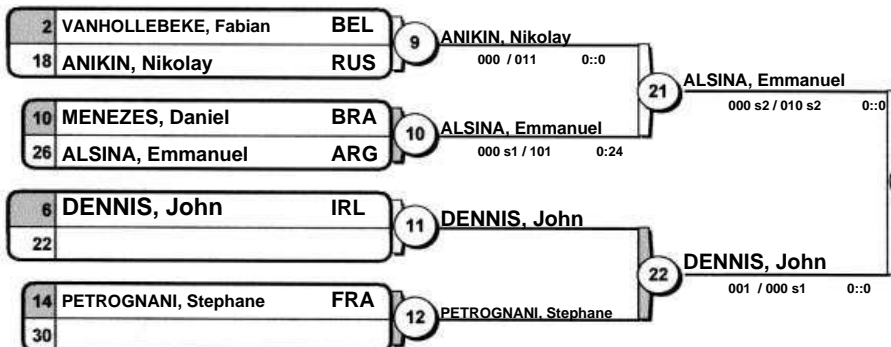 2 VANHOLLEBEKE, Fabian BEL
18 ANIKIN, Nikolay RUS
9
ANIKIN, Nikolay
000 / 011 0::0
10 MENEZES, Daniel BRA
26 ALSINA, Emmanuel ARG
10
ALSINA, Emmanuel
000 s1 / 101 0:24
21
ALSINA, Emmanuel
000 s2 / 010 s2 0::0
6 DENNIS, John IRL
22
11
DENNIS, John
14 PETROGNANI, Stephane FRA
30
12
PETROGNANI, Stephane
22
DENNIS, John
001 / 000 s1 0::0